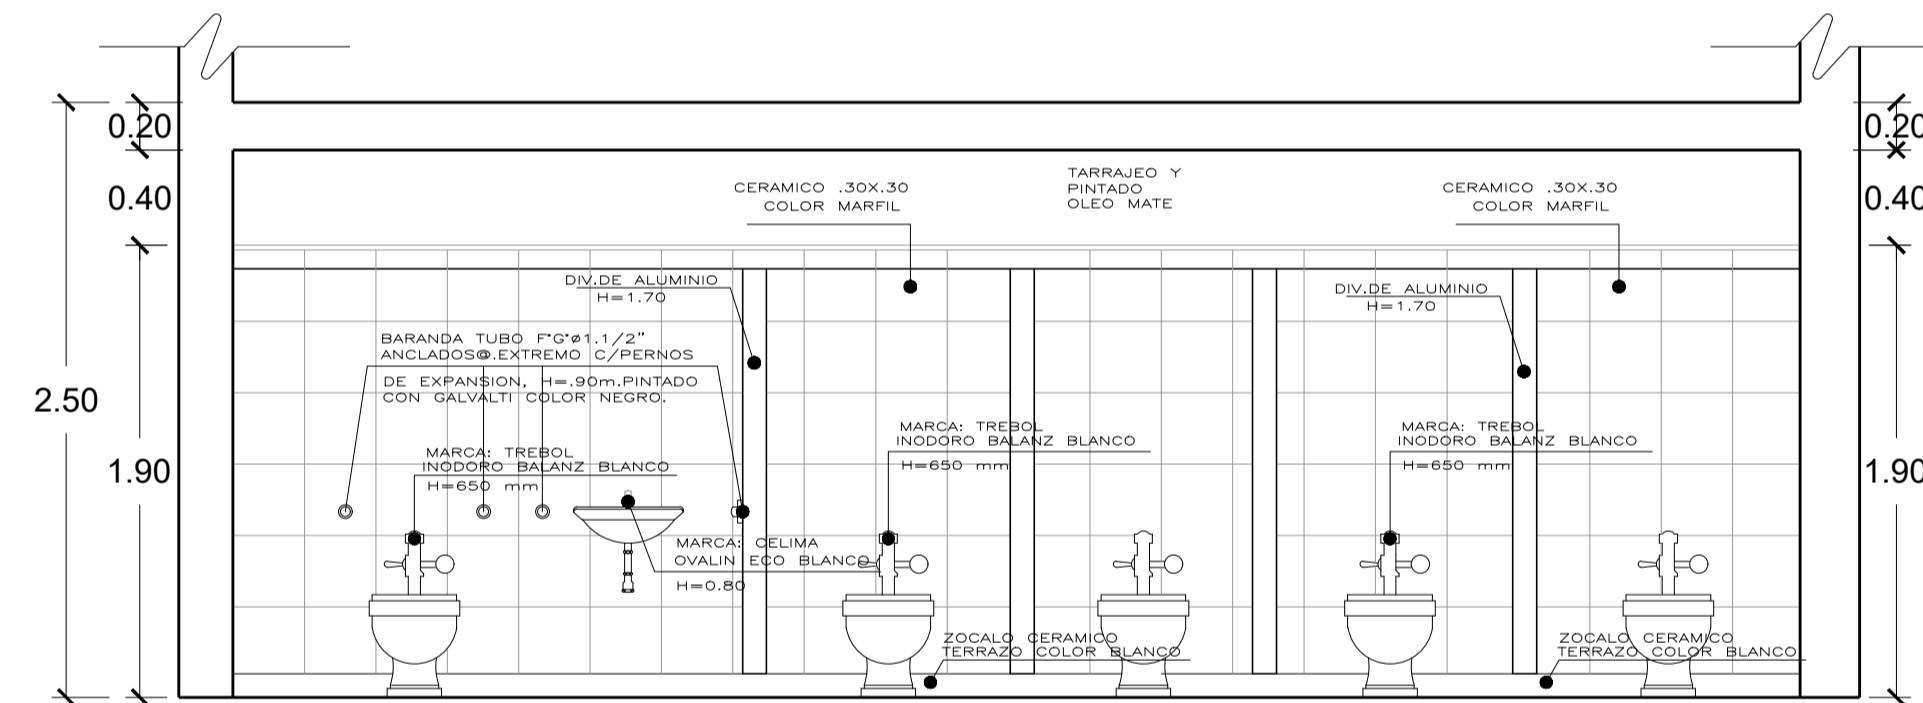 0.20
0.40
2.50
1.90
CERAMICO .30X.30
COLOR MARFIL
TARRAJEO Y
PINTADO
OLEO MATE
CERAMICO .30X.30
COLOR MARFIL
0.20
0.40
1.90
DIV.DE ALUMINIO
H=1.70
DIV.DE ALUMINIO
H=1.70
BARANDA TUBO F°G°ø1.1/2"
ANCLADOS@.EXTREMO C/PERNOS
DE EXPANSION, H=.90m.PINTADO
CON GALVALTI COLOR NEGRO.
MARCA: TREBOL
INODORO BALANZ BLANCO
H=650 mm
MARCA: TREBOL
INODORO BALANZ BLANCO
H=650 mm
MARCA: TREBOL
INODORO BALANZ BLANCO
H=650 mm
MARCA: CELIMA
OVALIN ECO BLANCO
H=0.80
ZOCALO CERAMICO
TERRAZO COLOR BLANCO
ZOCALO CERAMICO
TERRAZO COLOR BLANCO